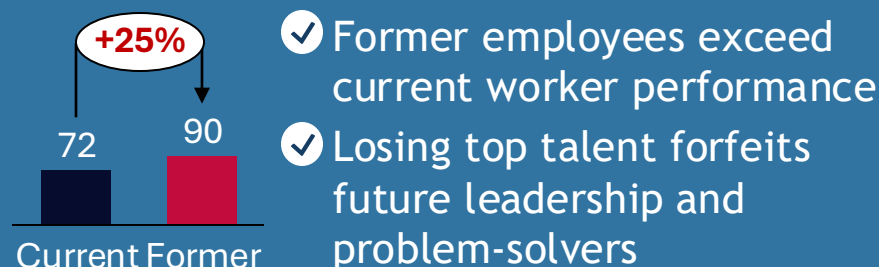 +25%
72
90
Current Former
Former employees exceed
current worker performance
Losing top talent forfeits
future leadership and
problem-solvers